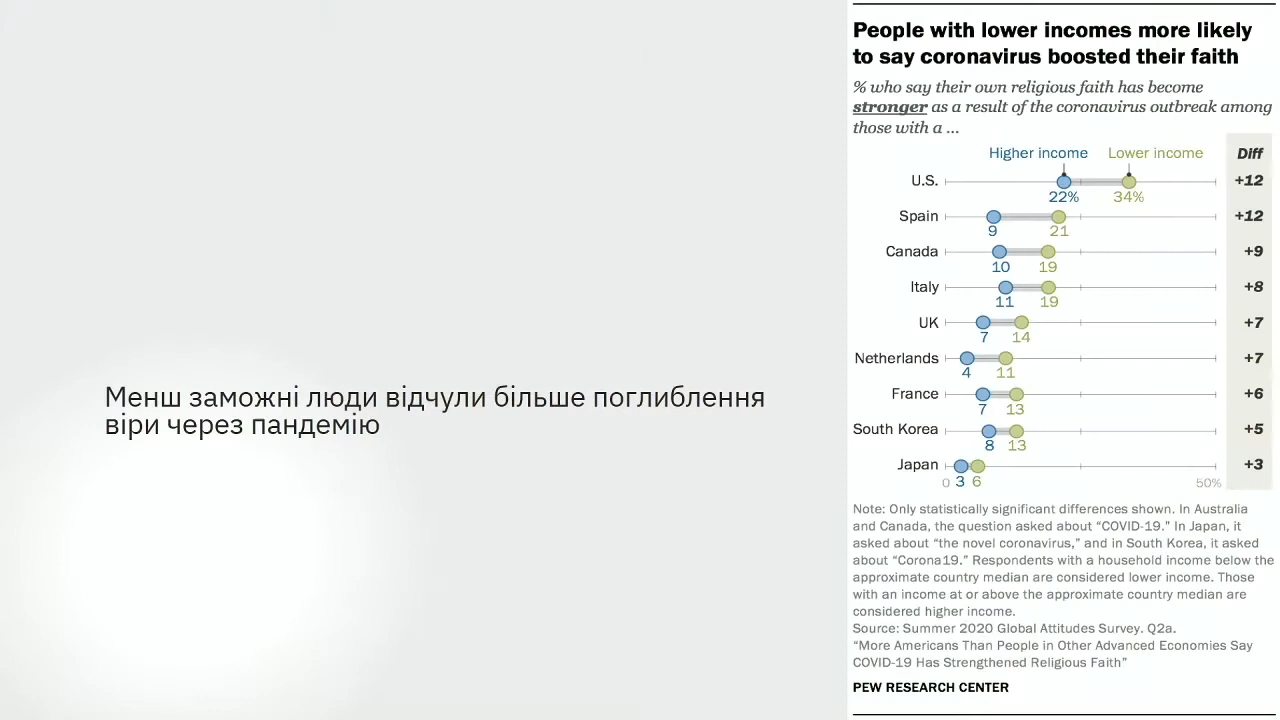 Менш заможні люди відчули більше поглиблення
віри через пандемію
People with lower incomes more likely
to say coronavirus boosted their faith
% who say their own religious faith has become
stronger as a result of the coronavirus outbreak among
those with a ...
Higher income Lower income Diff
U.S. 22% 34% +12
Spain 9 21 +12
Canada 10 19 +9
Italy 11 19 +8
UK 7 14 +7
Netherlands 4 11 +7
France 7 13 +6
South Korea 8 13 +5
Japan 3 6 +3
0 50%
Note: Only statistically significant differences shown. In Australia
and Canada, the question asked about “COVID-19.” In Japan, it
asked about “the novel coronavirus,” and in South Korea, it asked
about “Corona19.” Respondents with a household income below the
approximate country median are considered lower income. Those
with an income at or above the approximate country median are
considered higher income.
Source: Summer 2020 Global Attitudes Survey. Q2a.
“More Americans Than People in Other Advanced Economies Say
COVID-19 Has Strengthened Religious Faith”
PEW RESEARCH CENTER